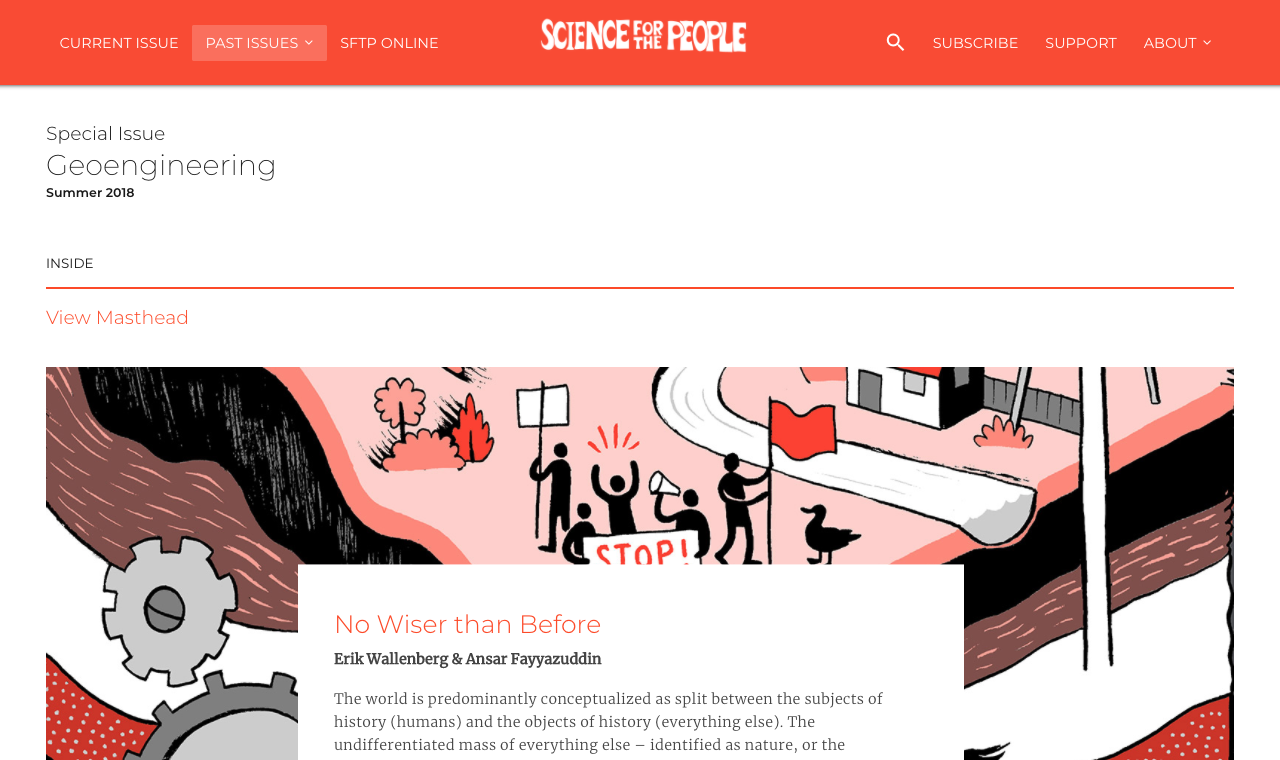 CURRENT ISSUE
PAST ISSUES
SFTP ONLINE
SCIENCE FOR THE PEOPLE
SUBSCRIBE
SUPPORT
ABOUT
Special Issue
Geoengineering
Summer 2018
INSIDE
View Masthead
STOP!
No Wiser than Before
Erik Wallenberg & Ansar Fayyazuddin
The world is predominantly conceptualized as split between the subjects of
history (humans) and the objects of history (everything else). The
undifferentiated mass of everything else – identified as nature, or the